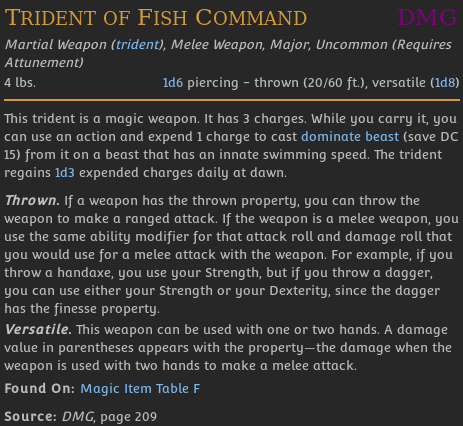 Trident of Fish Command DMG
Martial Weapon (trident), Melee Weapon, Major, Uncommon (Requires
Attunement)
4 lbs. 1d6 piercing - thrown (20/60 ft.), versatile (1d8)
This trident is a magic weapon. It has 3 charges. While you carry it, you
can use an action and expend 1 charge to cast dominate beast (save DC
15) from it on a beast that has an innate swimming speed. The trident
regains 1d3 expended charges daily at dawn.
Thrown. If a weapon has the thrown property, you can throw the
weapon to make a ranged attack. If the weapon is a melee weapon, you
use the same ability modifier for that attack roll and damage roll that
you would use for a melee attack with the weapon. For example, if you
throw a handaxe, you use your Strength, but if you throw a dagger,
you can use either your Strength or your Dexterity, since the dagger
has the finesse property.
Versatile. This weapon can be used with one or two hands. A damage
value in parentheses appears with the property—the damage when the
weapon is used with two hands to make a melee attack.
Found On: Magic Item Table F
Source: DMG, page 209